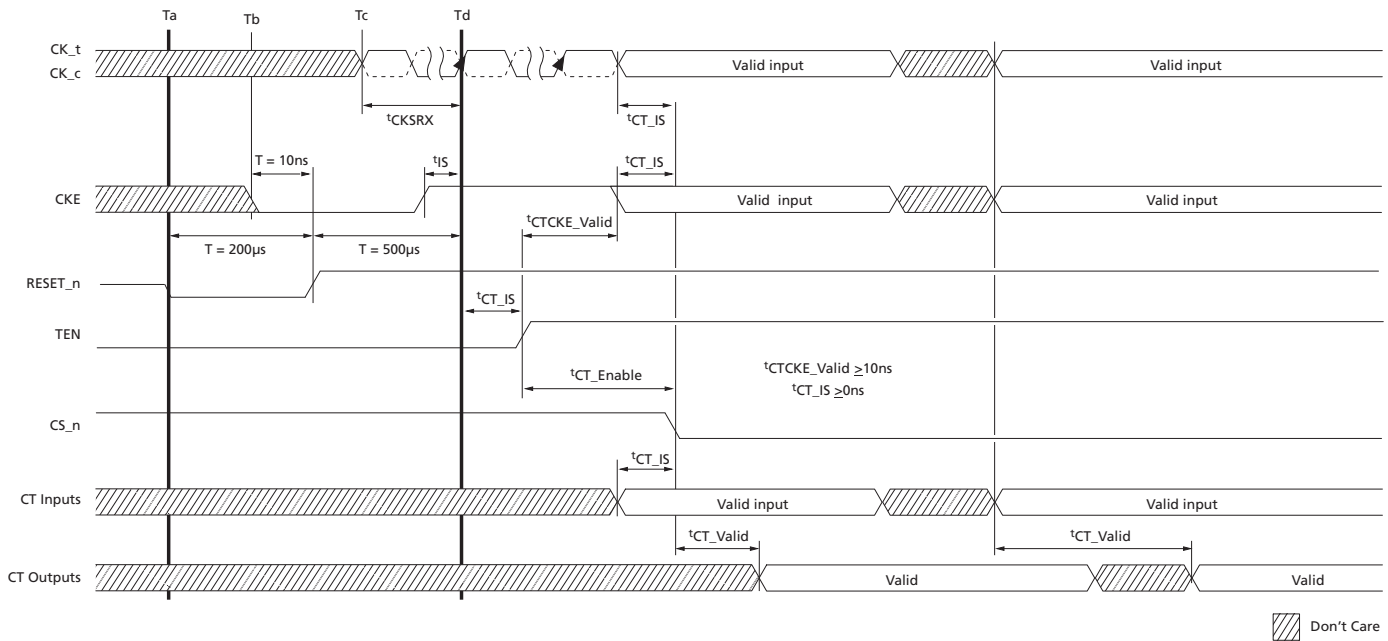 Ta
Tb
Tc
Td
CK_t
CK_c
Valid input
Valid input
tCKSRX
tCT_IS
T = 10ns
tIS
tCT_IS
CKE
Valid input
Valid input
tCTCKE_Valid
T = 200µs
T = 500µs
RESET_n
tCT_IS
TEN
tCT_Enable
tCTCKE_Valid ≥10ns
tCT_IS ≥0ns
CS_n
tCT_IS
CT Inputs
Valid input
Valid input
tCT_Valid
tCT_Valid
CT Outputs
Valid
Valid
Don't Care